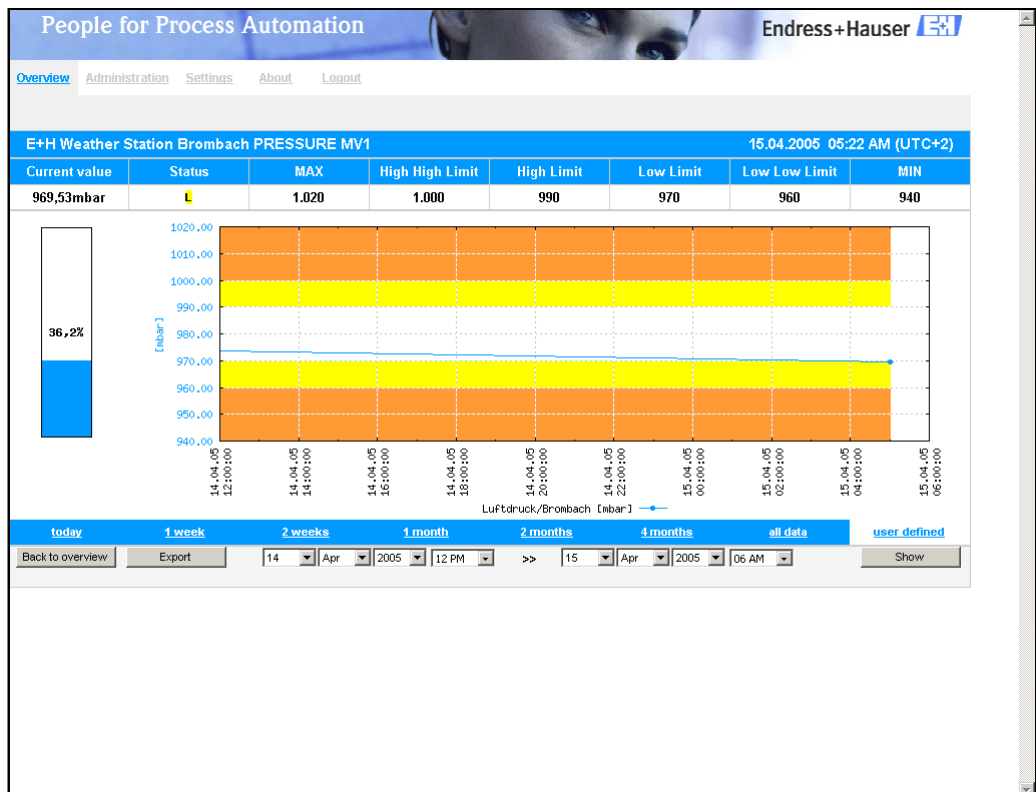 People for Process Automation
Endress+Hauser EH
Overview Administration Settings About Logout
E+H Weather Station Brombach PRESSURE MV1 15.04.2005 05:22 AM (UTC+2)
Current value Status MAX High High Limit High Limit Low Limit Low Low Limit MIN
969,53mbar L 1.020 1.000 990 970 960 940
36,2%
[mbar]
1020.00
1010.00
1000.00
990.00
980.00
970.00
960.00
950.00
940.00
14.04.05 12:00:00
14.04.05 14:00:00
14.04.05 16:00:00
14.04.05 18:00:00
14.04.05 20:00:00
14.04.05 22:00:00
15.04.05 00:00:00
15.04.05 02:00:00
15.04.05 04:00:00
15.04.05 06:00:00
Luftdruck/Brombach [mbar]
today 1 week 2 weeks 1 month 2 months 4 months all data user defined
Back to overview Export 14 Apr 2005 12 PM >> 15 Apr 2005 06 AM Show